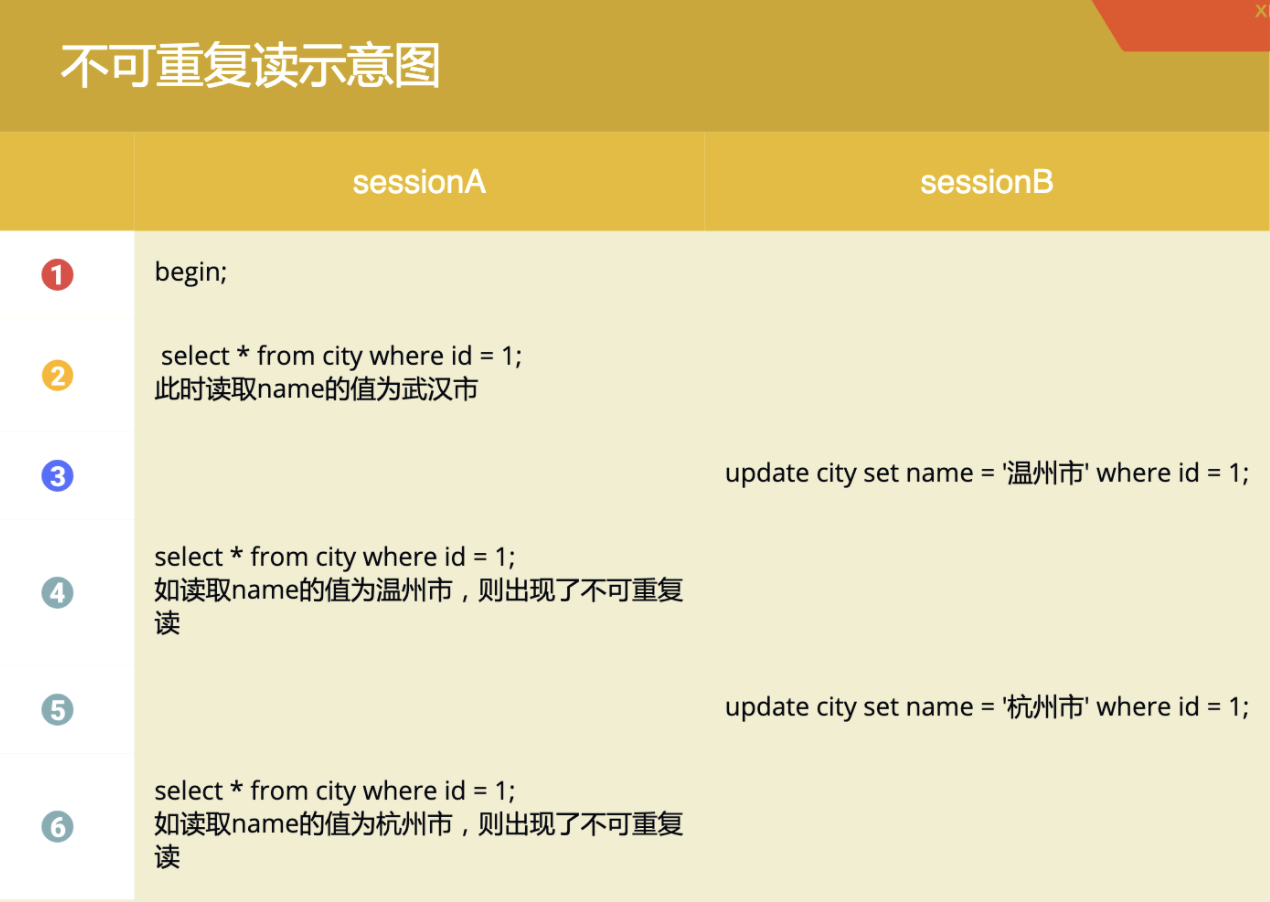 不可重复读示意图
sessionA
sessionB
1
begin;
2
select * from city where id = 1;
此时读取name的值为武汉市
3
update city set name = '温州市' where id = 1;
4
select * from city where id = 1;
如读取name的值为温州市，则出现了不可重复
读
5
update city set name = '杭州市' where id = 1;
6
select * from city where id = 1;
如读取name的值为杭州市，则出现了不可重复
读